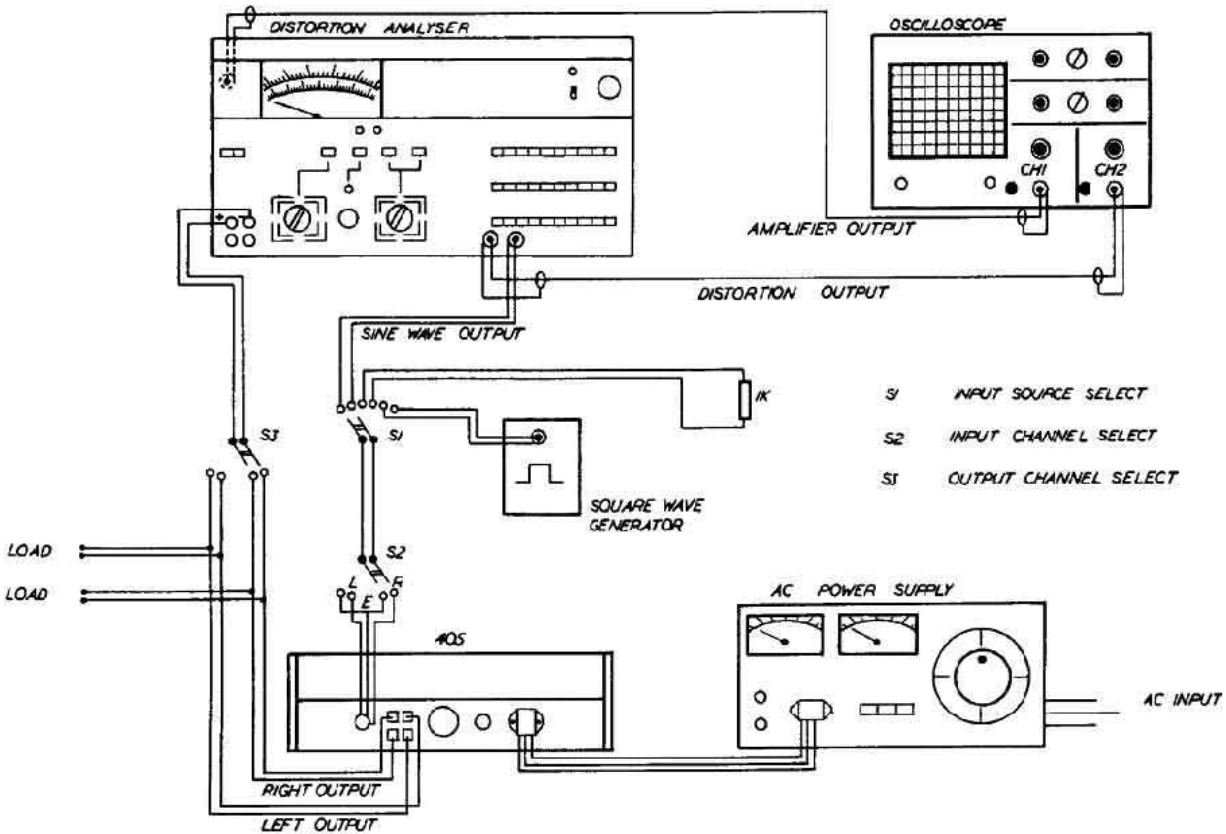 DISTORTION ANALYSER
OSCILLOSCOPE
CH1
CH2
+
AMPLIFIER OUTPUT
DISTORTION OUTPUT
SINE WAVE OUTPUT
1K
S1 INPUT SOURCE SELECT
S2 INPUT CHANNEL SELECT
S3 OUTPUT CHANNEL SELECT
S3
S1
SQUARE WAVE
GENERATOR
LOAD
LOAD
S2
L
R
E
405
AC POWER SUPPLY
AC INPUT
RIGHT OUTPUT
LEFT OUTPUT